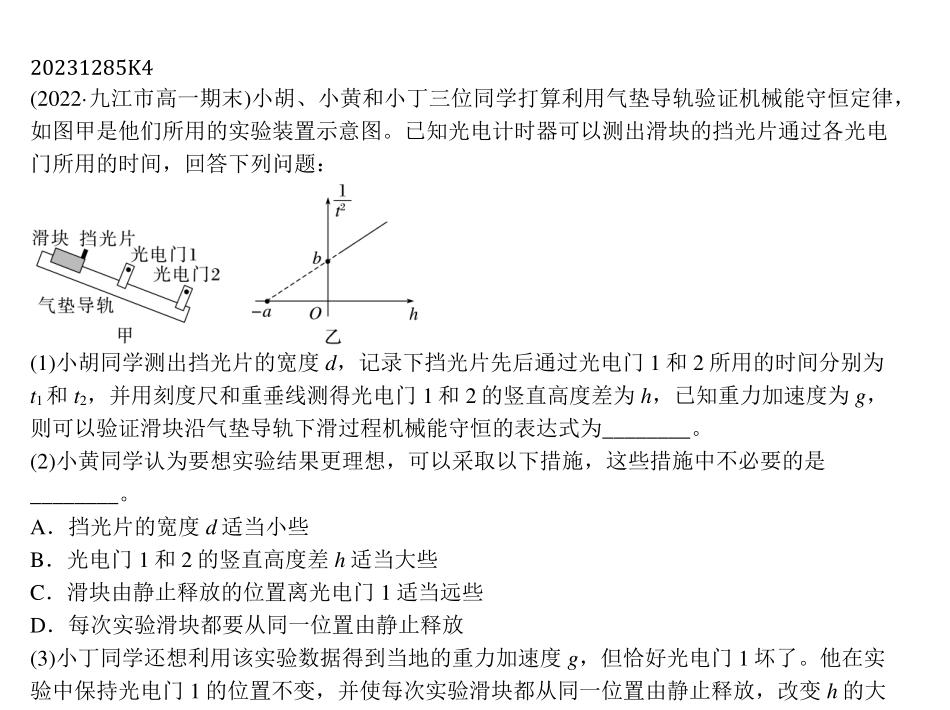 20231285K4
(2022·九江市高一期末)小胡、小黄和小丁三位同学打算利用气垫导轨验证机械能守恒定律，
如图甲是他们所用的实验装置示意图。已知光电计时器可以测出滑块的挡光片通过各光电
门所用的时间，回答下列问题：
滑块 挡光片
光电门1
光电门2
气垫导轨
甲
1/t²
b
-a
O
h
乙
(1)小胡同学测出挡光片的宽度 d，记录下挡光片先后通过光电门 1 和 2 所用的时间分别为
t₁和 t₂，并用刻度尺和重垂线测得光电门 1 和 2 的竖直高度差为 h，已知重力加速度为 g，
则可以验证滑块沿气垫导轨下滑过程机械能守恒的表达式为________。
(2)小黄同学认为要想实验结果更理想，可以采取以下措施，这些措施中不必要的是
________。
A．挡光片的宽度 d 适当小些
B．光电门 1 和 2 的竖直高度差 h 适当大些
C．滑块由静止释放的位置离光电门 1 适当远些
D．每次实验滑块都要从同一位置由静止释放
(3)小丁同学还想利用该实验数据得到当地的重力加速度 g，但恰好光电门 1 坏了。他在实
验中保持光电门 1 的位置不变，并使每次实验滑块都从同一位置由静止释放，改变 h 的大